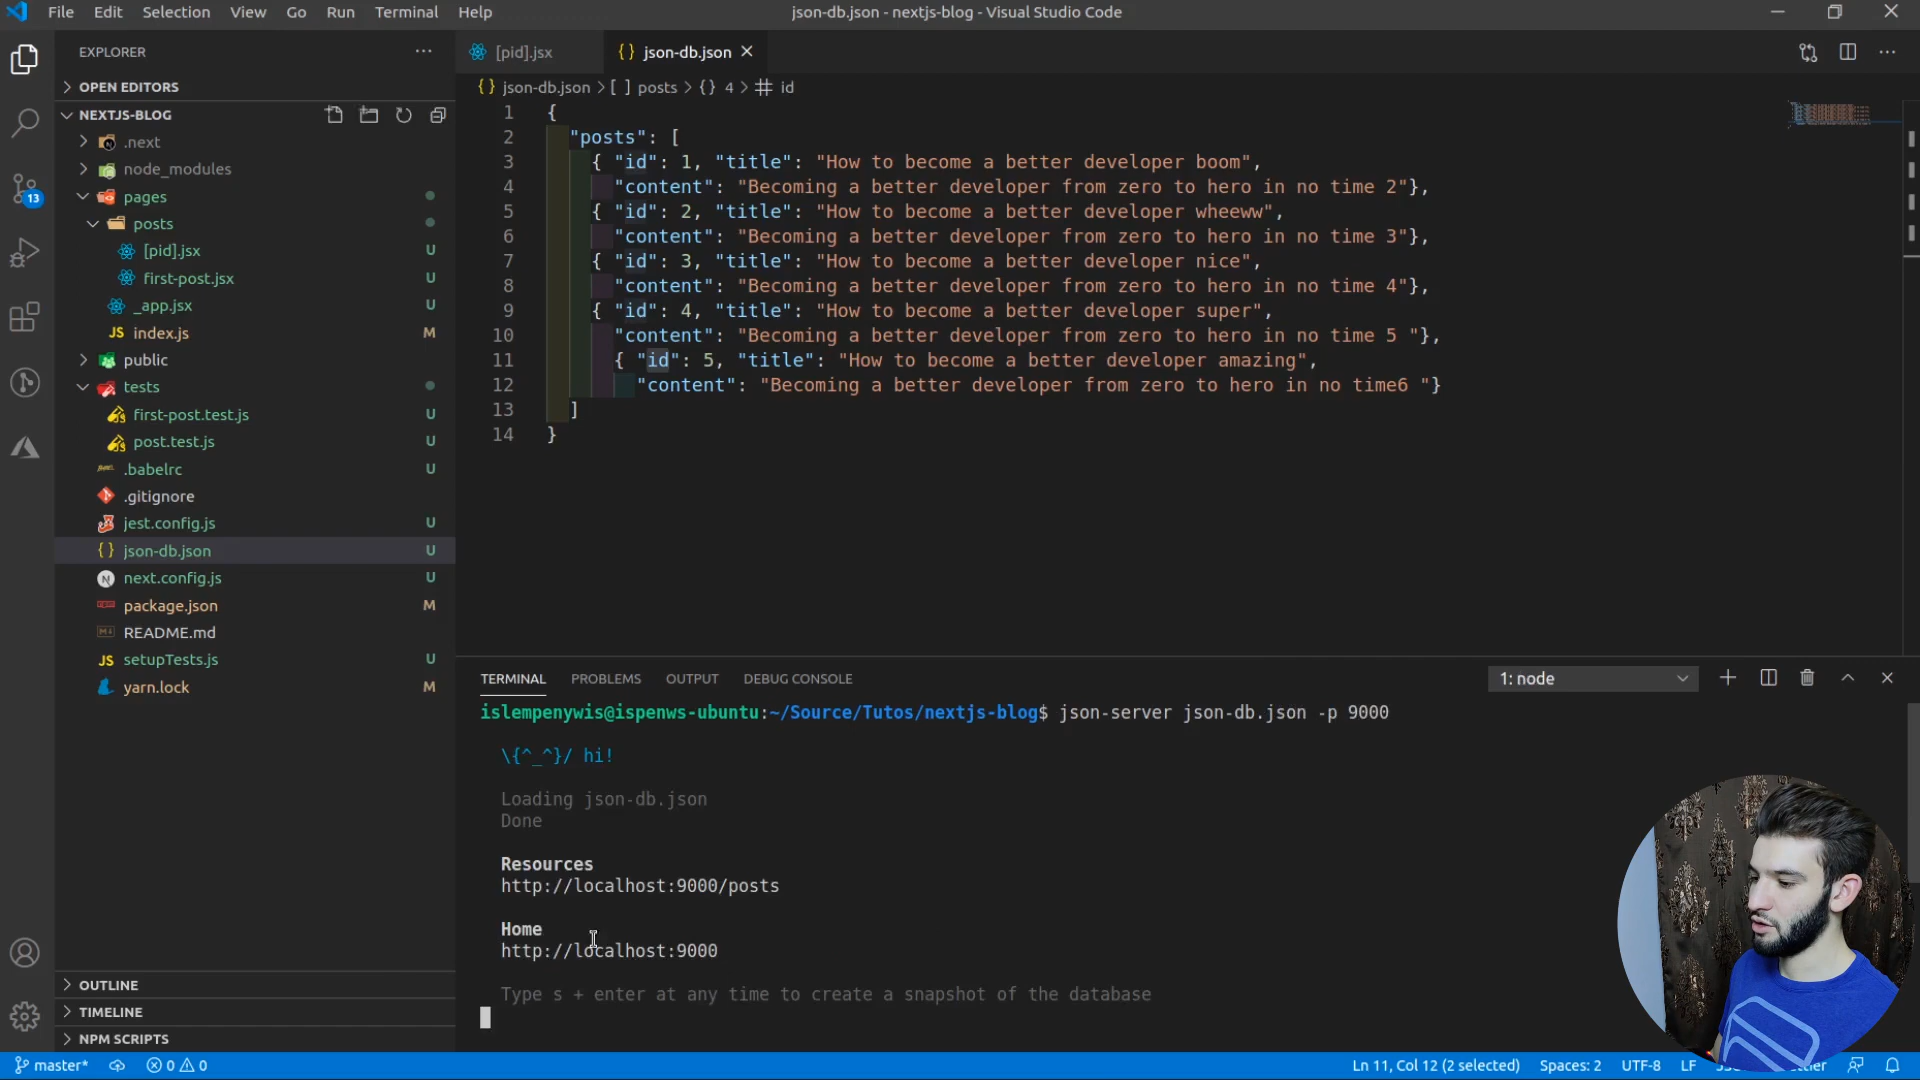 File Edit Selection View Go Run Terminal Help
json-db.json - nextjs-blog - Visual Studio Code
EXPLORER
OPEN EDITORS
NEXTJS-BLOG
.next
node_modules
pages
posts
[pid].jsx U
first-post.jsx U
_app.jsx U
index.js M
public
tests
first-post.test.js U
post.test.js U
.babelrc U
.gitignore
jest.config.js U
json-db.json U
next.config.js U
package.json M
README.md
setupTests.js U
yarn.lock M
OUTLINE
TIMELINE
NPM SCRIPTS
13
[pid].jsx {} json-db.json
{} json-db.json > [ ] posts > {} 4 > # id
1 {
2 "posts": [
3 { "id": 1, "title": "How to become a better developer boom",
4 "content": "Becoming a better developer from zero to hero in no time 2"},
5 { "id": 2, "title": "How to become a better developer wheeww",
6 "content": "Becoming a better developer from zero to hero in no time 3"},
7 { "id": 3, "title": "How to become a better developer nice",
8 "content": "Becoming a better developer from zero to hero in no time 4"},
9 { "id": 4, "title": "How to become a better developer super",
10 "content": "Becoming a better developer from zero to hero in no time 5 "},
11 { "id": 5, "title": "How to become a better developer amazing",
12 "content": "Becoming a better developer from zero to hero in no time6 "}
13 ]
14 }
TERMINAL PROBLEMS OUTPUT DEBUG CONSOLE 1: node
islempenywis@ispenws-ubuntu:~/Source/Tutos/nextjs-blog$ json-server json-db.json -p 9000
\{^_^}/ hi!
Loading json-db.json
Done
Resources
http://localhost:9000/posts
Home
http://localhost:9000
Type s + enter at any time to create a snapshot of the database
master* 0 0 Ln 11, Col 12 (2 selected) Spaces: 2 UTF-8 LF